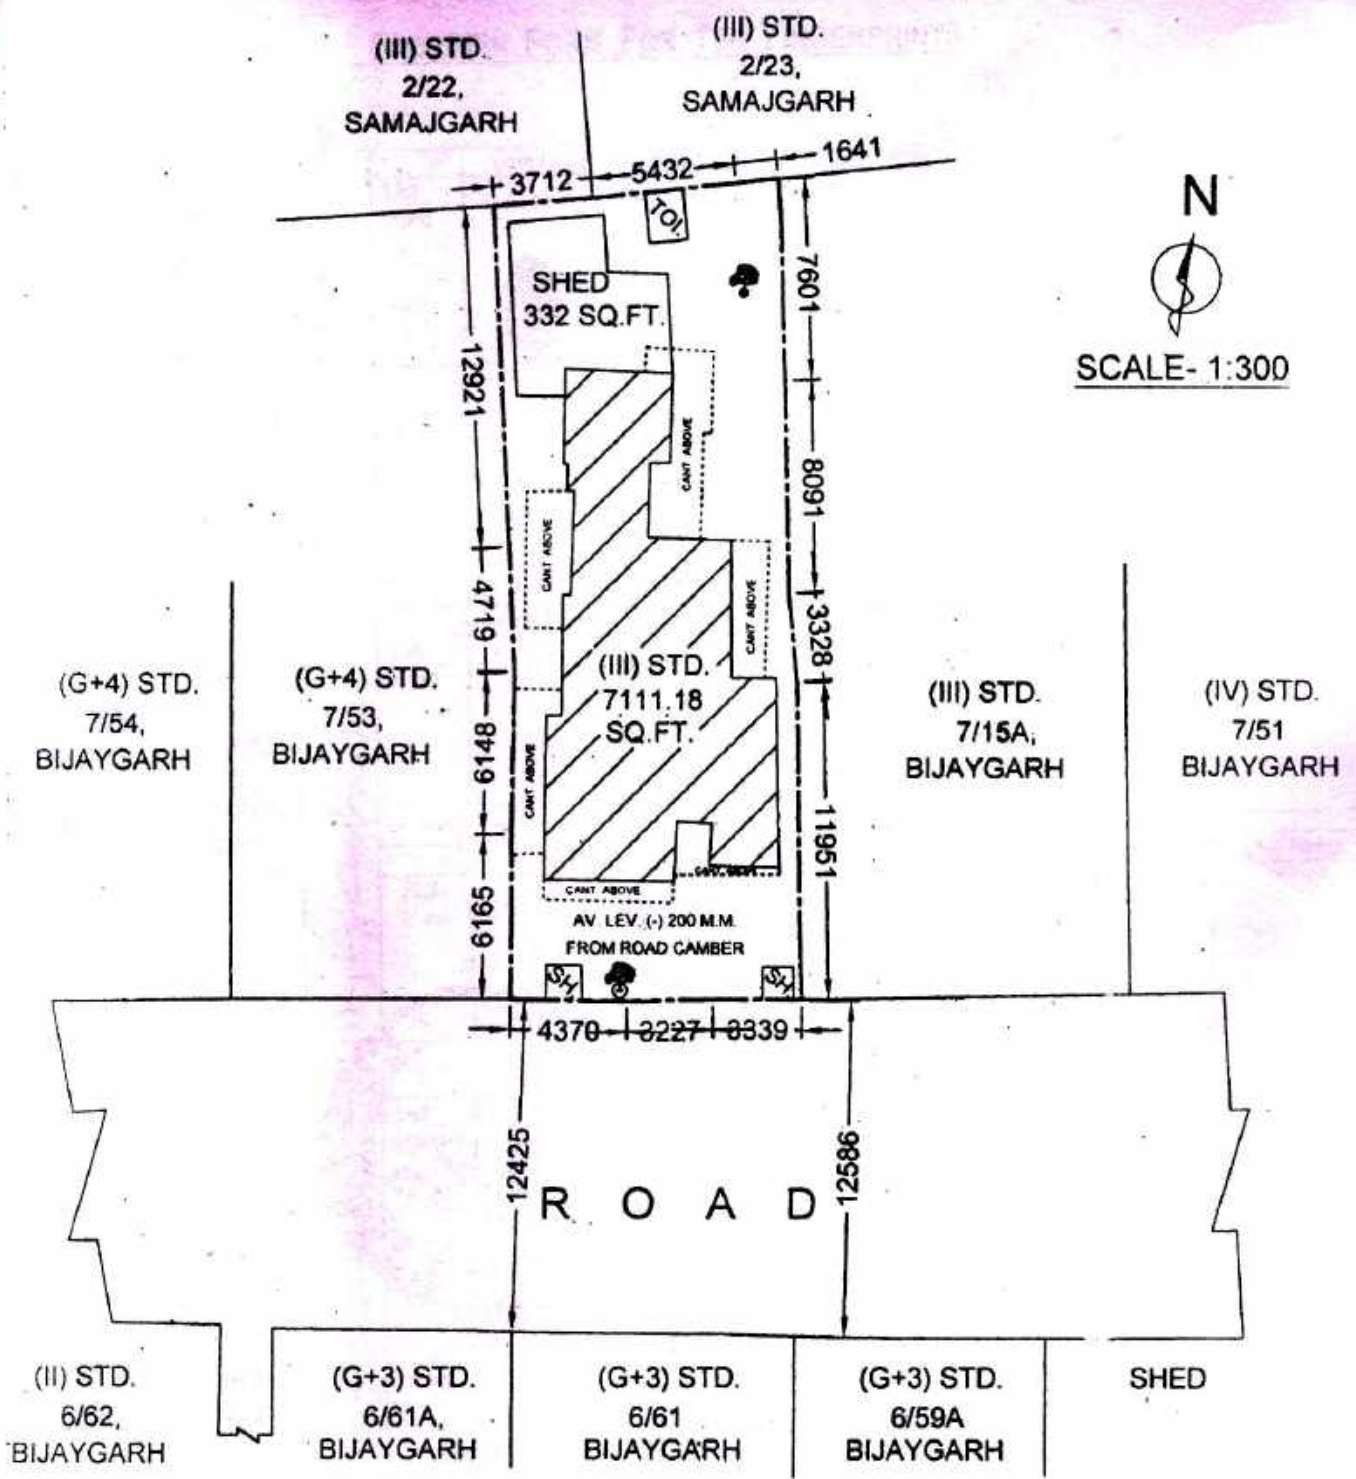 (III) STD.
2/22,
SAMAJGARH
(III) STD.
2/23,
SAMAJGARH
3712
5432
1641
N
SCALE- 1:300
TOI.
SHED
332 SQ.FT.
12921
7601
CANT ABOVE
8091
CANT ABOVE
4719
CANT ABOVE
3328
(G+4) STD.
7/54,
BIJAYGARH
(G+4) STD.
7/53,
BIJAYGARH
(III) STD.
7111.18
SQ.FT.
(III) STD.
7/15A,
BIJAYGARH
(IV) STD.
7/51
BIJAYGARH
6148
CANT ABOVE
11951
CANT ABOVE
CANT ABOVE
6165
AV. LEV. (-) 200 M.M.
FROM ROAD CAMBER
SH
SH
4370
3227
3339
12425
12586
ROAD
(II) STD.
6/62,
BIJAYGARH
(G+3) STD.
6/61A,
BIJAYGARH
(G+3) STD.
6/61
BIJAYGARH
(G+3) STD.
6/59A
BIJAYGARH
SHED